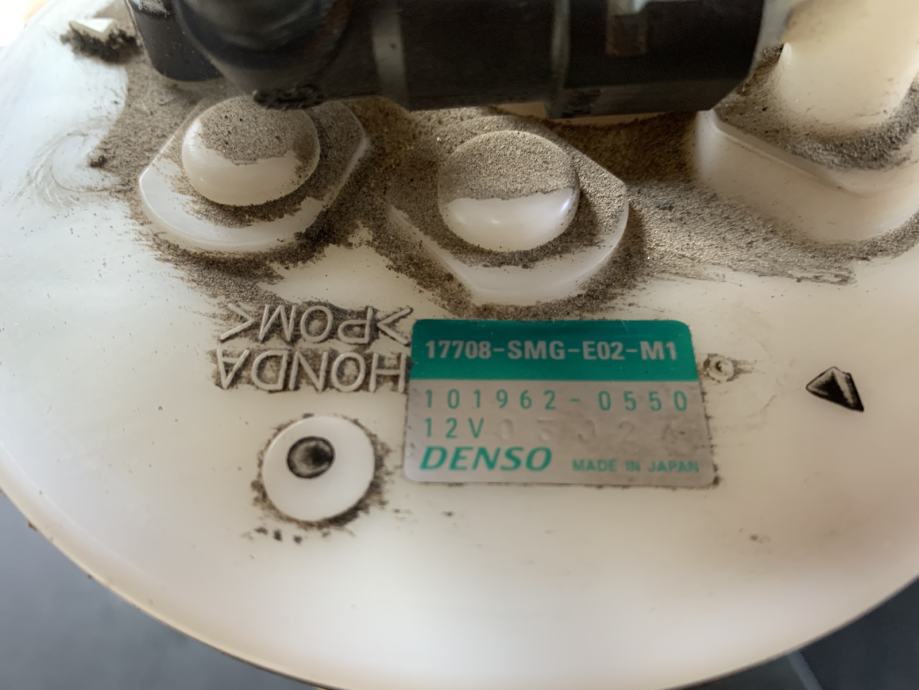 >POM<
HONDA
17708-SMG-E02-M1
101962-0550
12V
DENSO MADE IN JAPAN